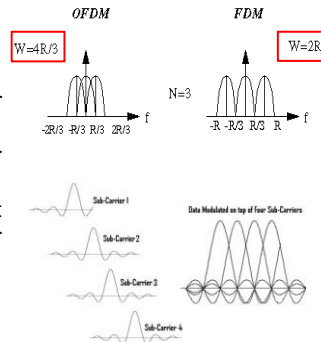 OFDM
FDM
W=4R/3
W=2R
N=3
f
f
-2R/3 -R/3 R/3 2R/3
-R -R/3 R/3 R
Sub-Carrier 1
Sub-Carrier 2
Sub-Carrier 3
Sub-Carrier 4
Data Modulated on top of Four Sub-Carriers